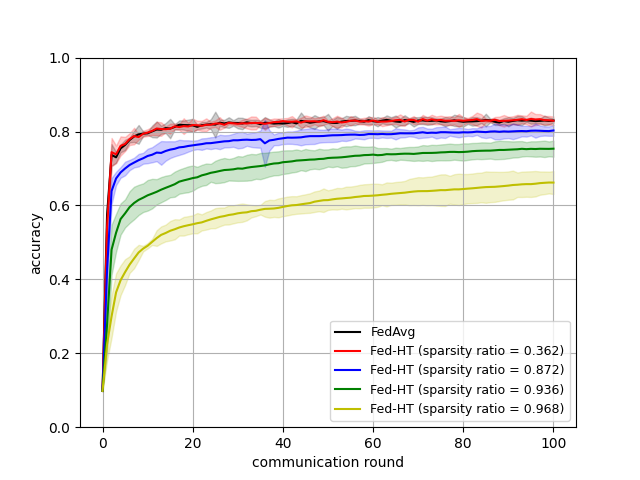 1.0
0.8
0.6
0.4
0.2
0.0
accuracy
0 20 40 60 80 100
communication round
FedAvg
Fed-HT (sparsity ratio = 0.362)
Fed-HT (sparsity ratio = 0.872)
Fed-HT (sparsity ratio = 0.936)
Fed-HT (sparsity ratio = 0.968)